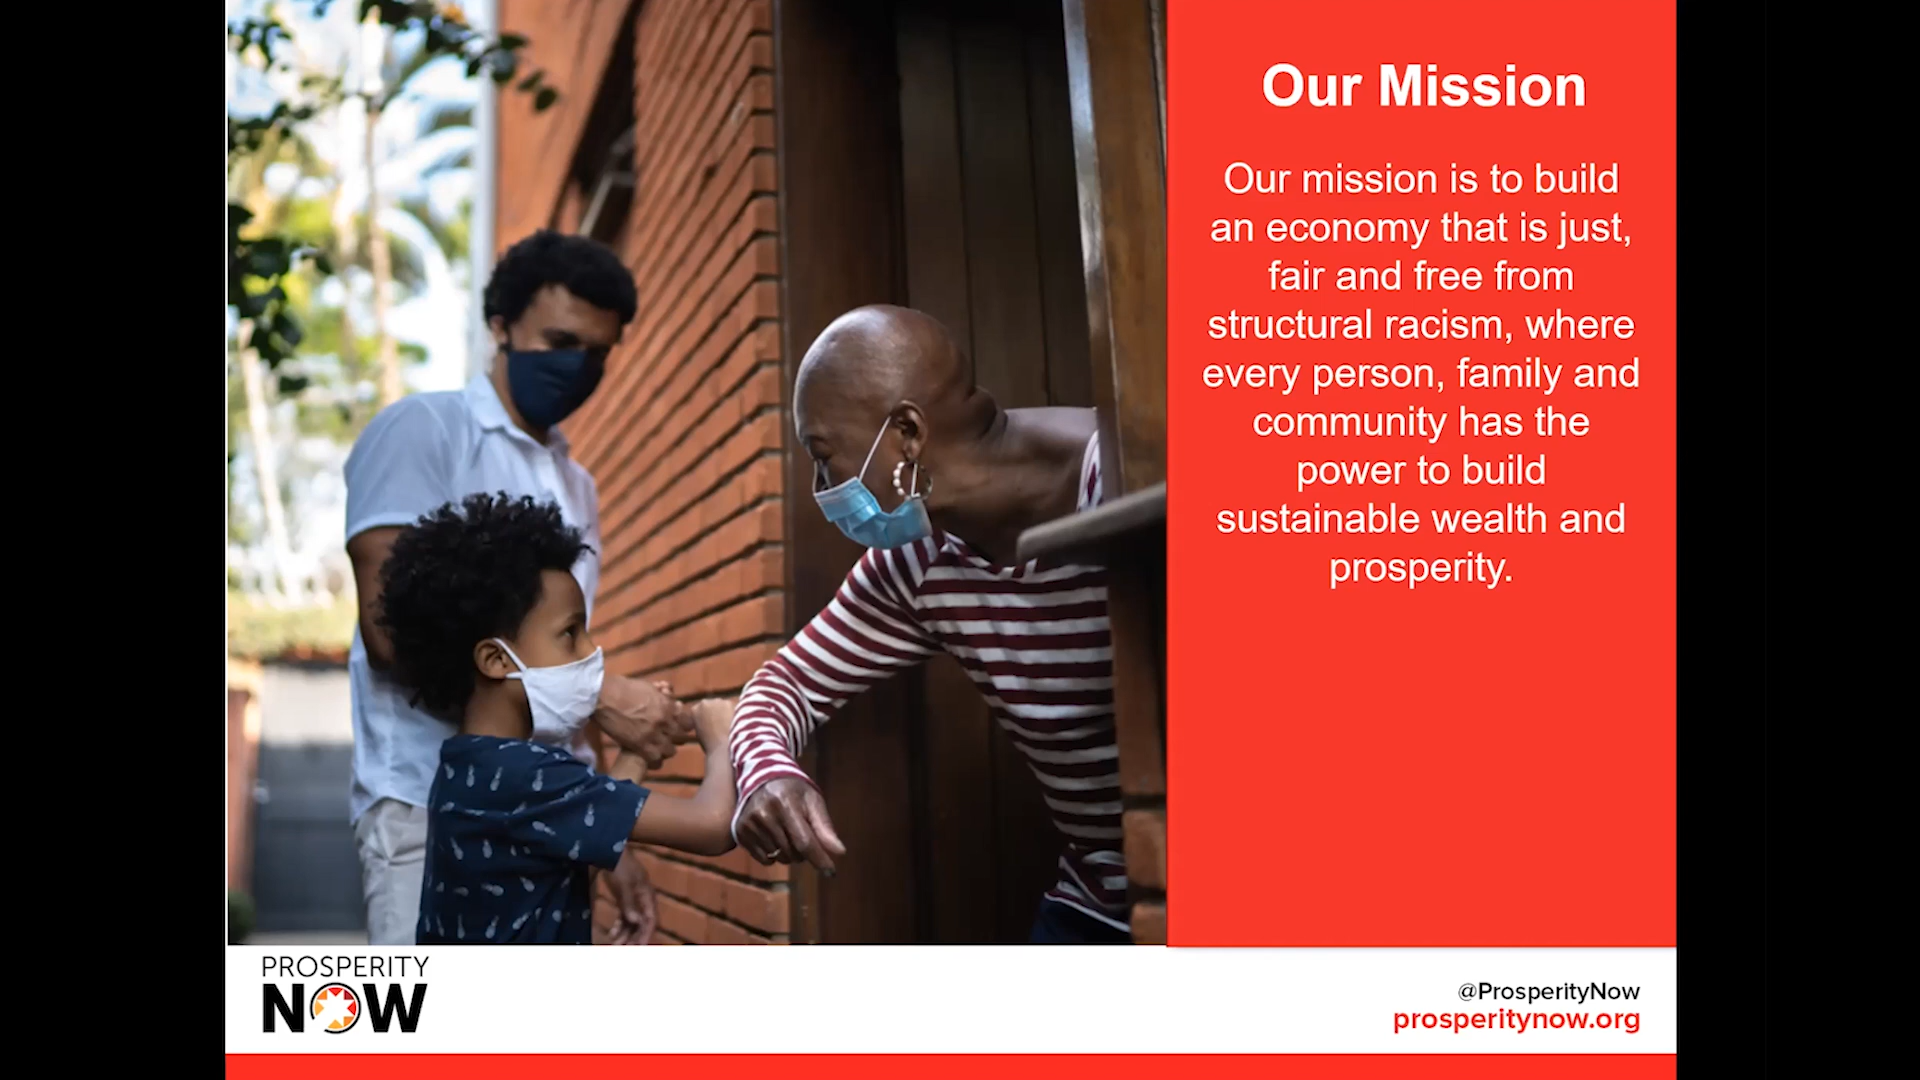 Our Mission
Our mission is to build
an economy that is just,
fair and free from
structural racism, where
every person, family and
community has the
power to build
sustainable wealth and
prosperity.
PROSPERITY
NOW
@ProsperityNow
prosperitynow.org